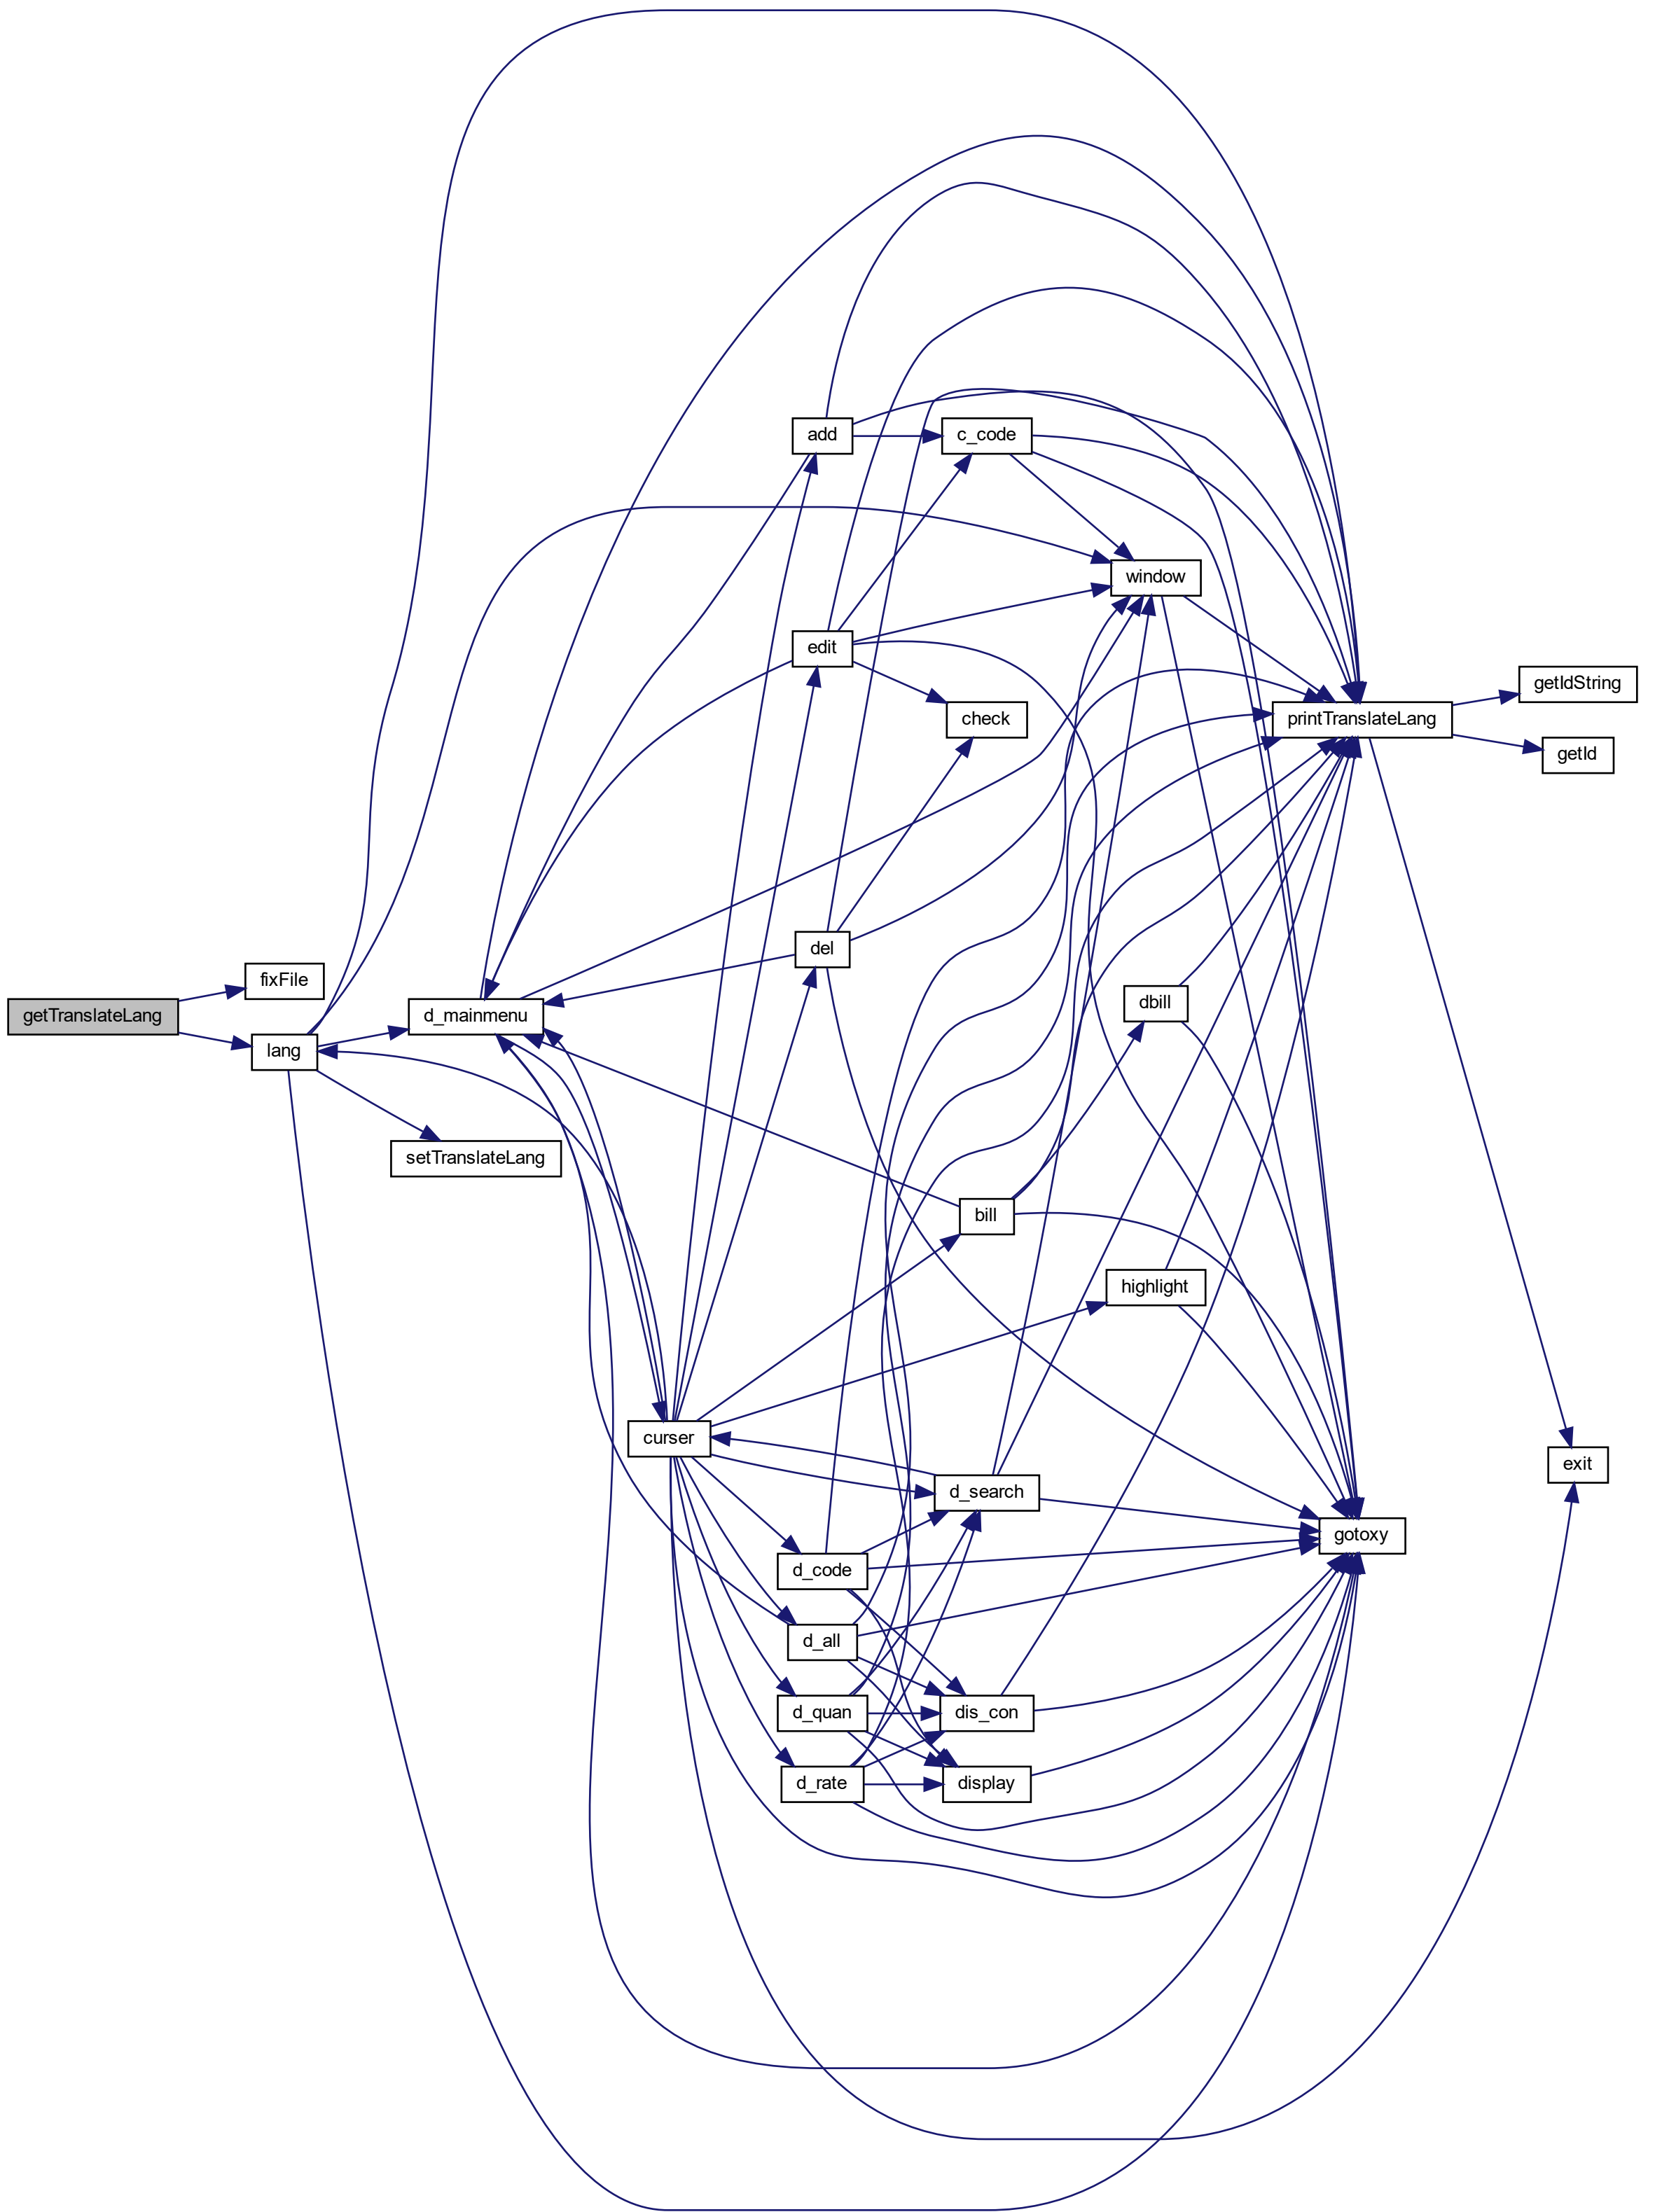 add
c_code
window
edit
getIdString
check
printTranslateLang
getId
del
fixFile
dbill
getTranslateLang
d_mainmenu
lang
setTranslateLang
bill
highlight
curser
exit
d_search
gotoxy
d_code
d_all
d_quan
dis_con
d_rate
display